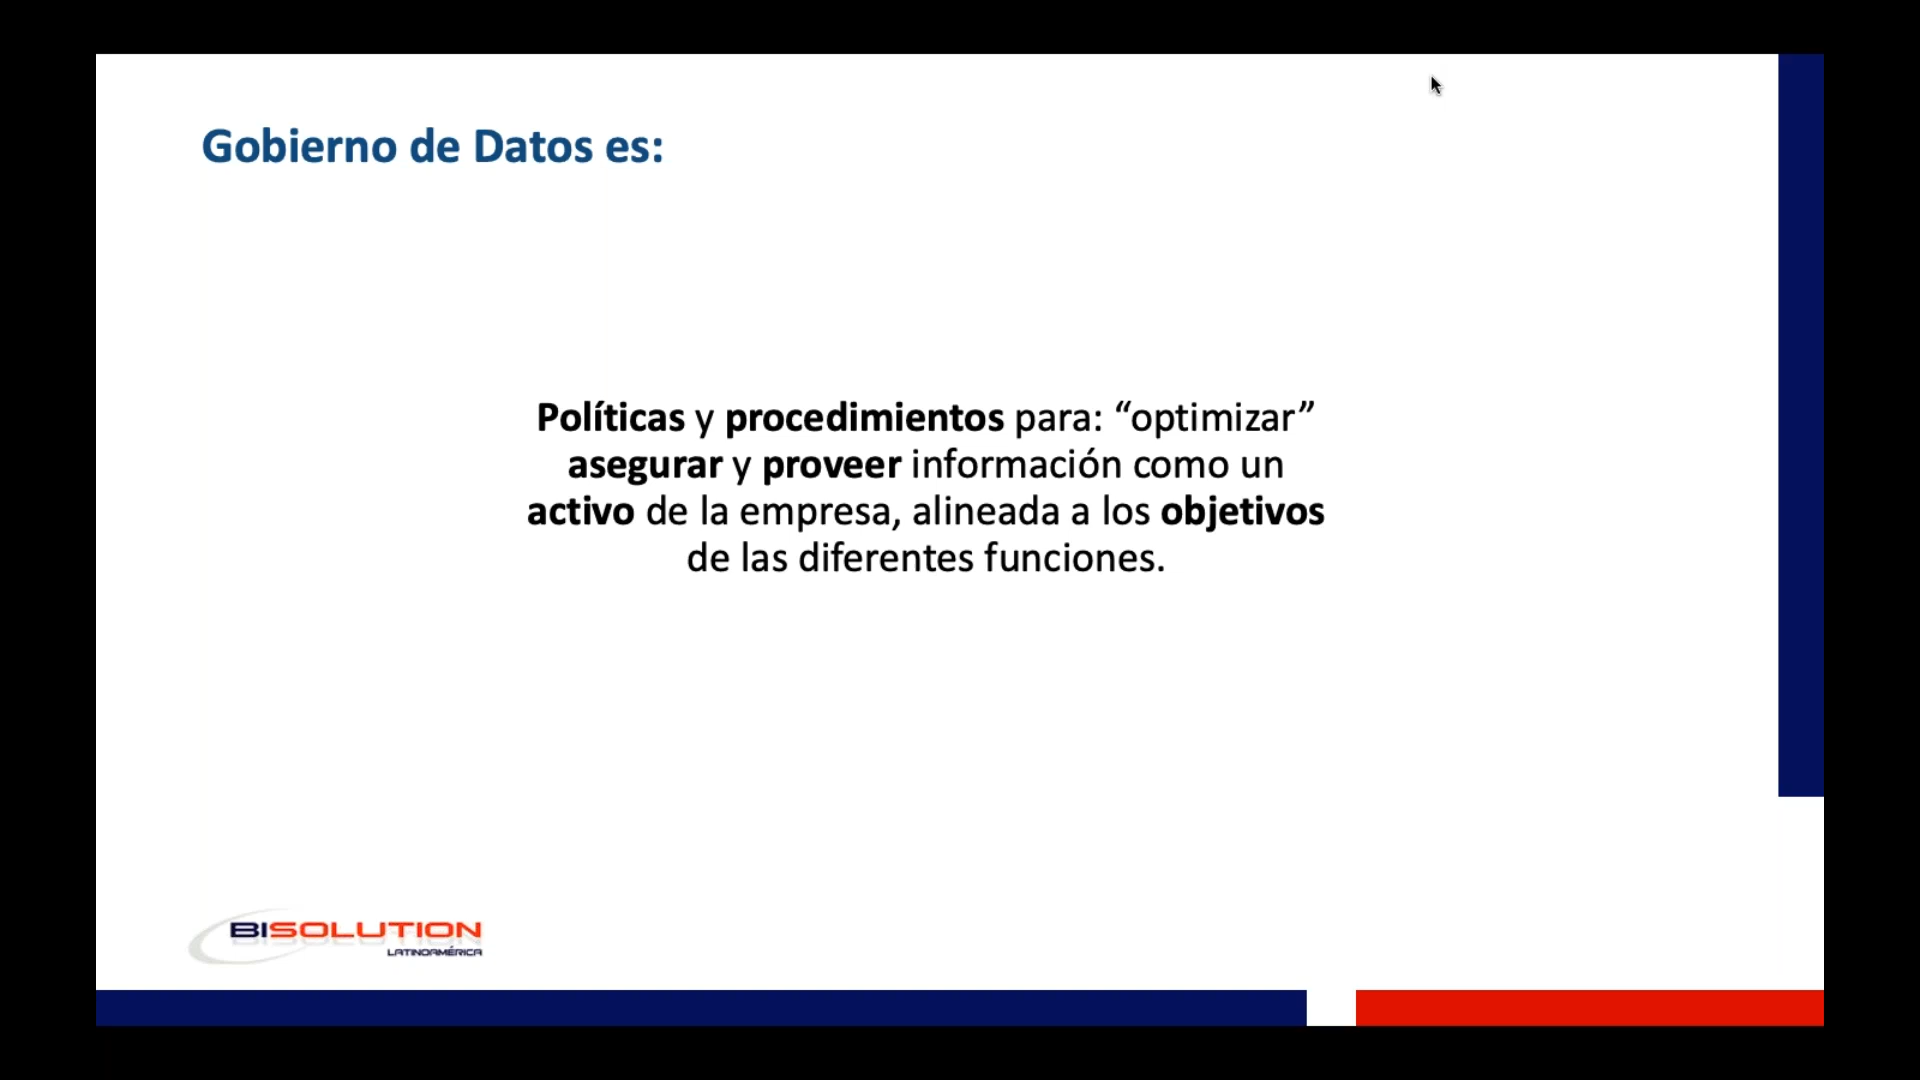 Gobierno de Datos es:
Políticas y procedimientos para: “optimizar”
asegurar y proveer información como un
activo de la empresa, alineada a los objetivos
de las diferentes funciones.
BISOLUTION
LATINOAMÉRICA